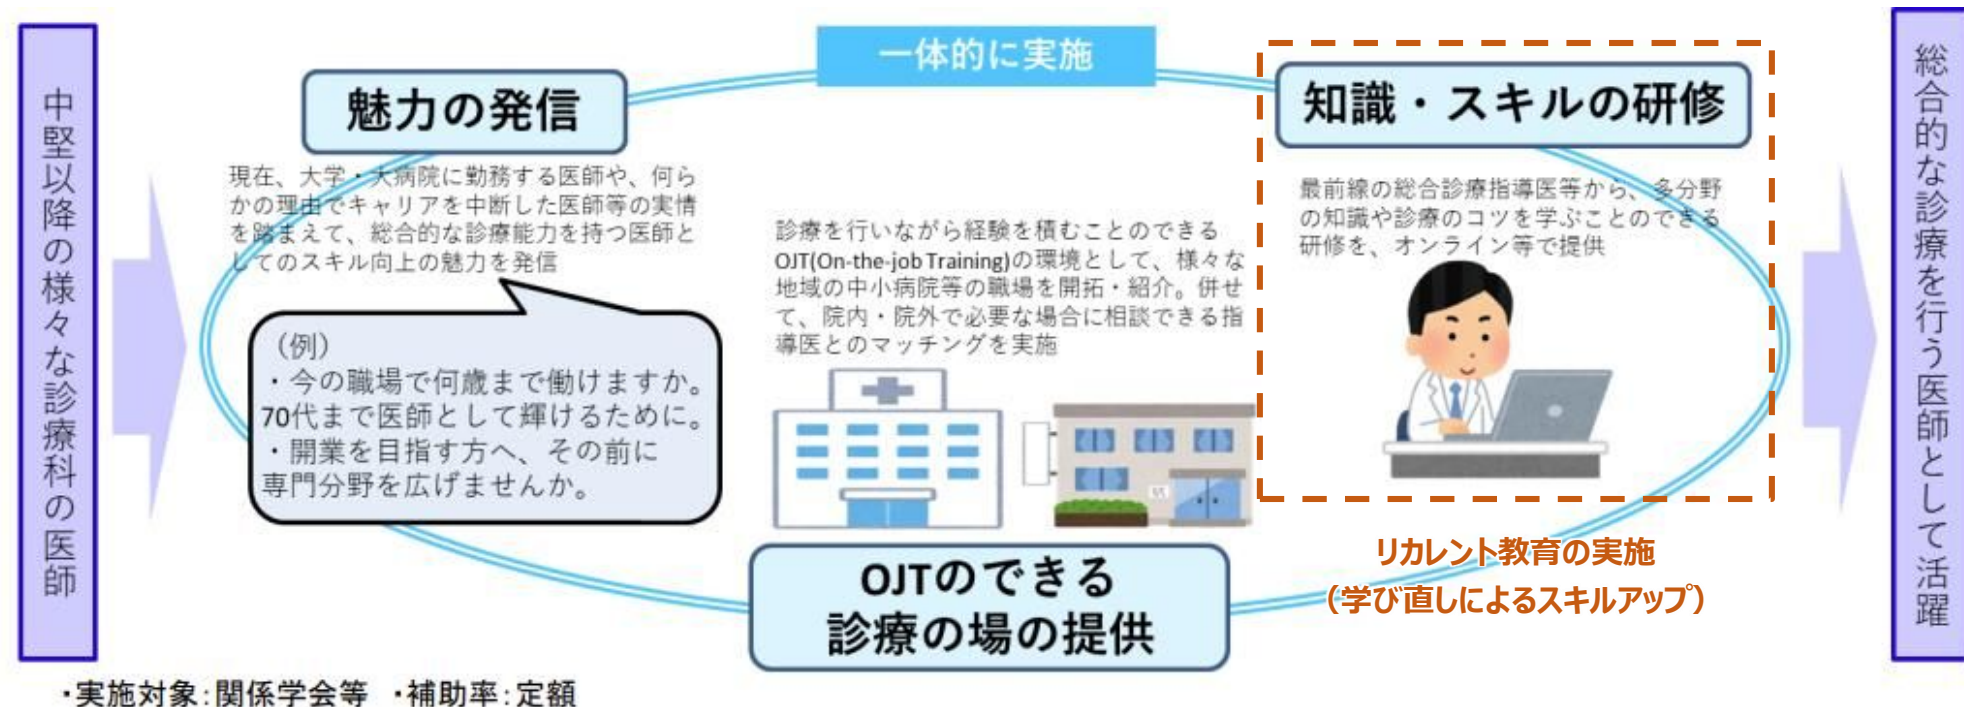 中堅以降の様々な診療科の医師
一体的に実施
魅力の発信
現在、大学・大病院に勤務する医師や、何ら
かの理由でキャリアを中断した医師等の実情
を踏まえて、総合的な診療能力を持つ医師と
してのスキル向上の魅力を発信
（例）
・今の職場で何歳まで働けますか。
70代まで医師として輝けるために。
・開業を目指す方へ、その前に
専門分野を広げませんか。
診療を行いながら経験を積むことのできる
OJT(On-the-job Training)の環境として、様々な
地域の中小病院等の職場を開拓・紹介。併せ
て、院内・院外で必要な場合に相談できる指
導医とのマッチングを実施
OJTのできる
診療の場の提供
知識・スキルの研修
最前線の総合診療指導医等から、多分野
の知識や診療のコツを学ぶことのできる
研修を、オンライン等で提供
リカレント教育の実施
（学び直しによるスキルアップ）
総合的な診療を行う医師として活躍
・実施対象：関係学会等　・補助率：定額